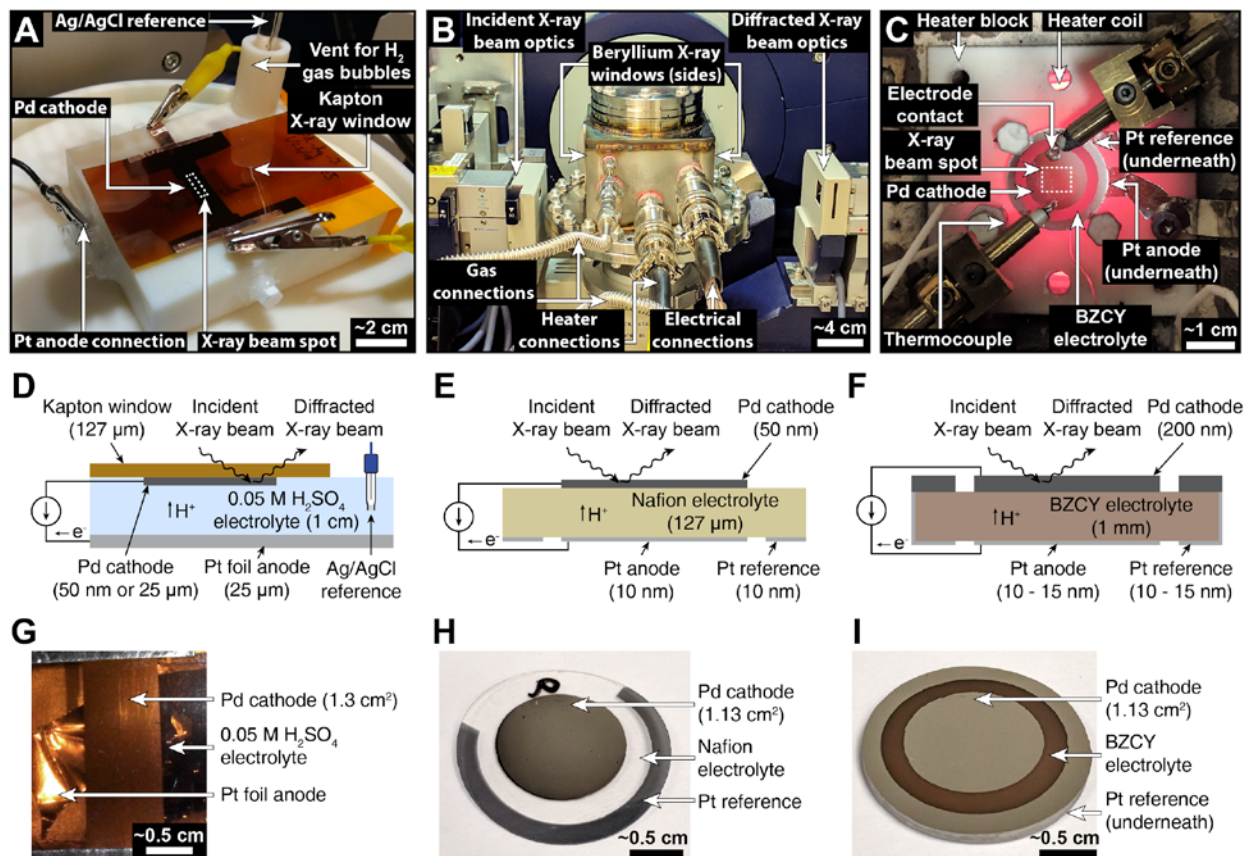 A
Ag/AgCl reference
Vent for H2
gas bubbles
Pd cathode
Kapton
X-ray window
Pt anode connection
X-ray beam spot
~2 cm
B
Incident X-ray
beam optics
Diffracted X-ray
beam optics
Beryllium X-ray
windows (sides)
Gas
connections
Heater
connections
Electrical
connections
~4 cm
C
Heater block
Heater coil
Electrode
contact
X-ray
beam spot
Pd cathode
Pt reference
(underneath)
Pt anode
(underneath)
Thermocouple
BZCY
electrolyte
~1 cm
D
Kapton window
(127 µm)
Incident
X-ray beam
Diffracted
X-ray beam
0.05 M H2SO4
electrolyte (1 cm)
↑H+
← e-
Pd cathode
(50 nm or 25 µm)
Pt foil anode
(25 µm)
Ag/AgCl
reference
E
Incident
X-ray beam
Diffracted
X-ray beam
Pd cathode
(50 nm)
Nafion electrolyte
(127 µm)
↑H+
← e-
Pt anode
(10 nm)
Pt reference
(10 nm)
F
Incident
X-ray beam
Diffracted
X-ray beam
Pd cathode
(200 nm)
BZCY electrolyte
(1 mm)
↑H+
← e-
Pt anode
(10 - 15 nm)
Pt reference
(10 - 15 nm)
G
Pd cathode (1.3 cm2)
0.05 M H2SO4
electrolyte
Pt foil anode
~0.5 cm
H
Pd cathode
(1.13 cm2)
Nafion
electrolyte
Pt reference
~0.5 cm
I
Pd cathode
(1.13 cm2)
BZCY
electrolyte
Pt reference
(underneath)
~0.5 cm